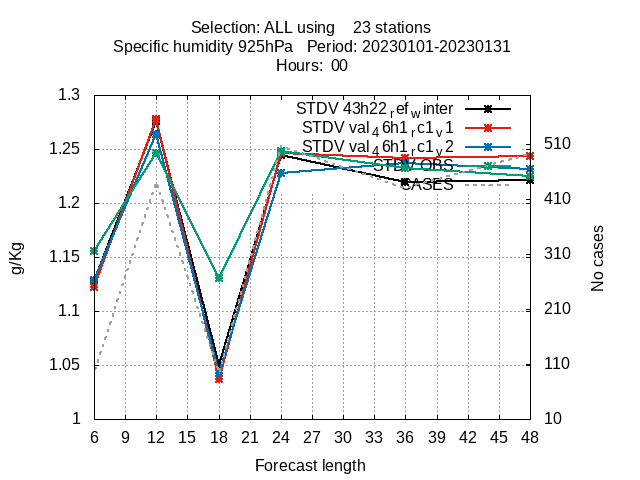 Selection: ALL using 23 stations
Specific humidity 925hPa Period: 20230101-20230131
Hours: 00
1.3
1.25
1.2
1.15
1.1
1.05
1
g/Kg
STDV 43h22refwinter
STDV val46h1rc1v1
STDV val46h1rc1v2
STDV OBS
CASES
510
410
310
210
110
10
No cases
6 9 12 15 18 21 24 27 30 33 36 39 42 45 48
Forecast length